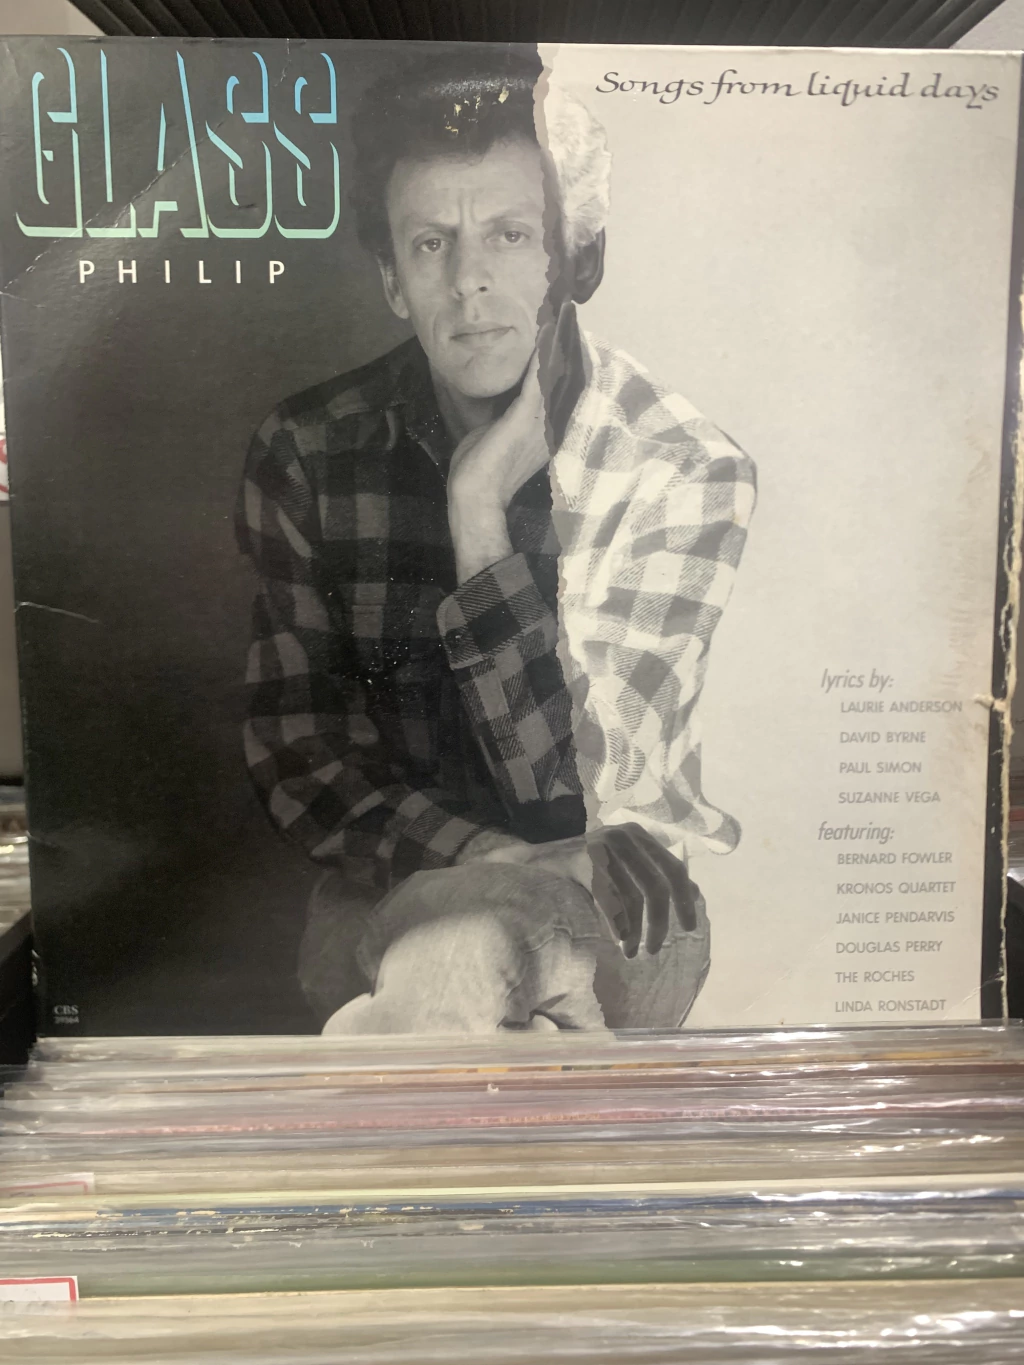 GLASS
PHILIP
Songs from liquid days
lyrics by:
LAURIE ANDERSON
DAVID BYRNE
PAUL SIMON
SUZANNE VEGA
featuring:
BERNARD FOWLER
KRONOS QUARTET
JANICE PENDARVIS
DOUGLAS PERRY
THE ROCHES
LINDA RONSTADT
CBS
39564